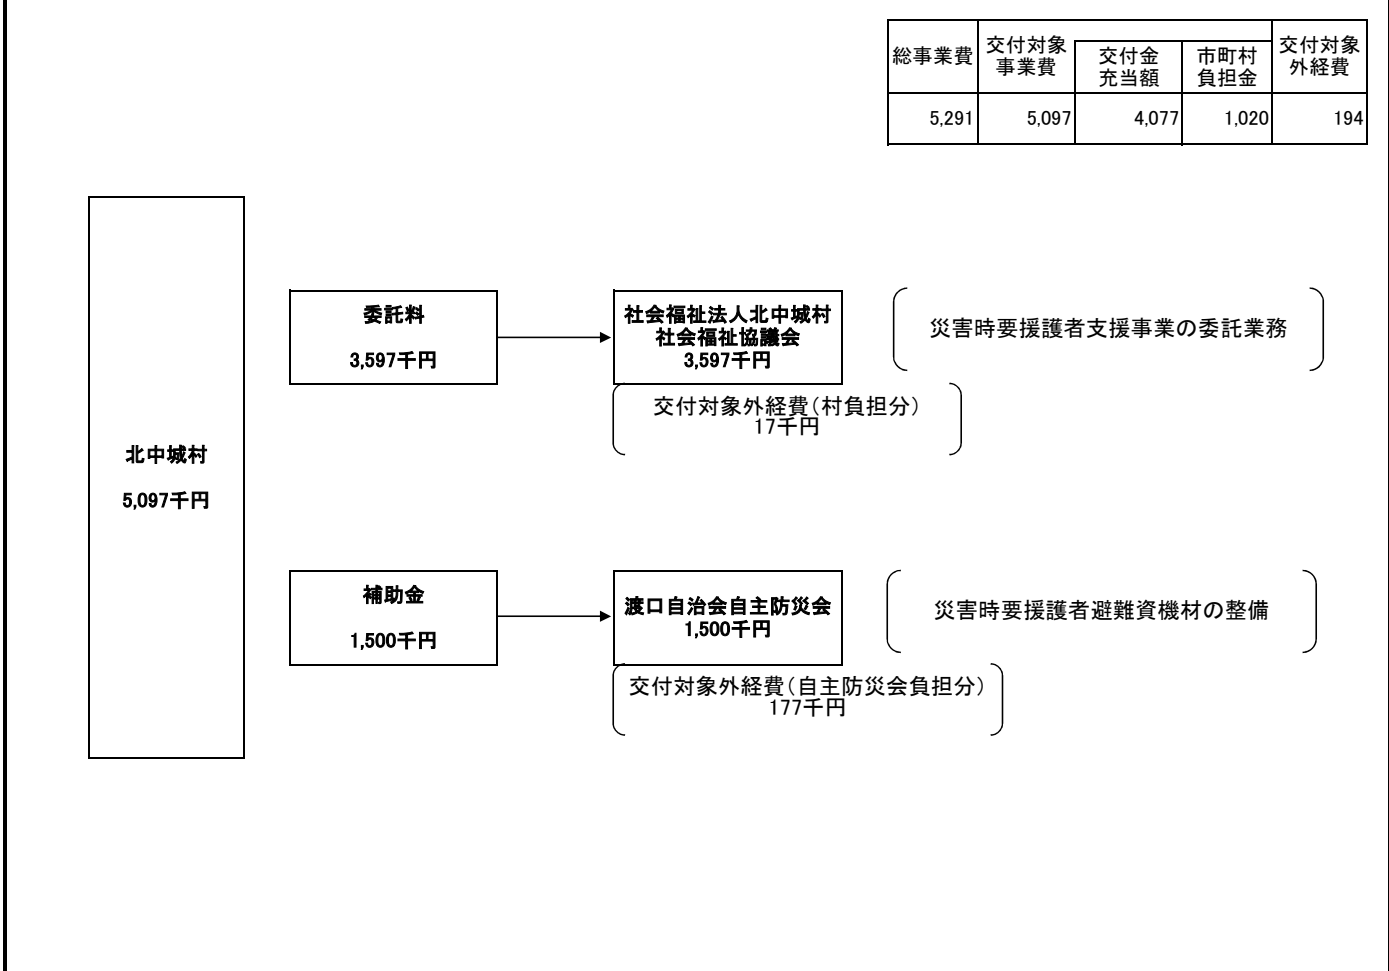 総事業費
交付対象
事業費
交付金
充当額
市町村
負担金
交付対象
外経費
5,291
5,097
4,077
1,020
194
北中城村
5,097千円
委託料
3,597千円
社会福祉法人北中城村
社会福祉協議会
3,597千円
災害時要援護者支援事業の委託業務
交付対象外経費(村負担分)
17千円
補助金
1,500千円
渡口自治会自主防災会
1,500千円
災害時要援護者避難資機材の整備
交付対象外経費(自主防災会負担分)
177千円